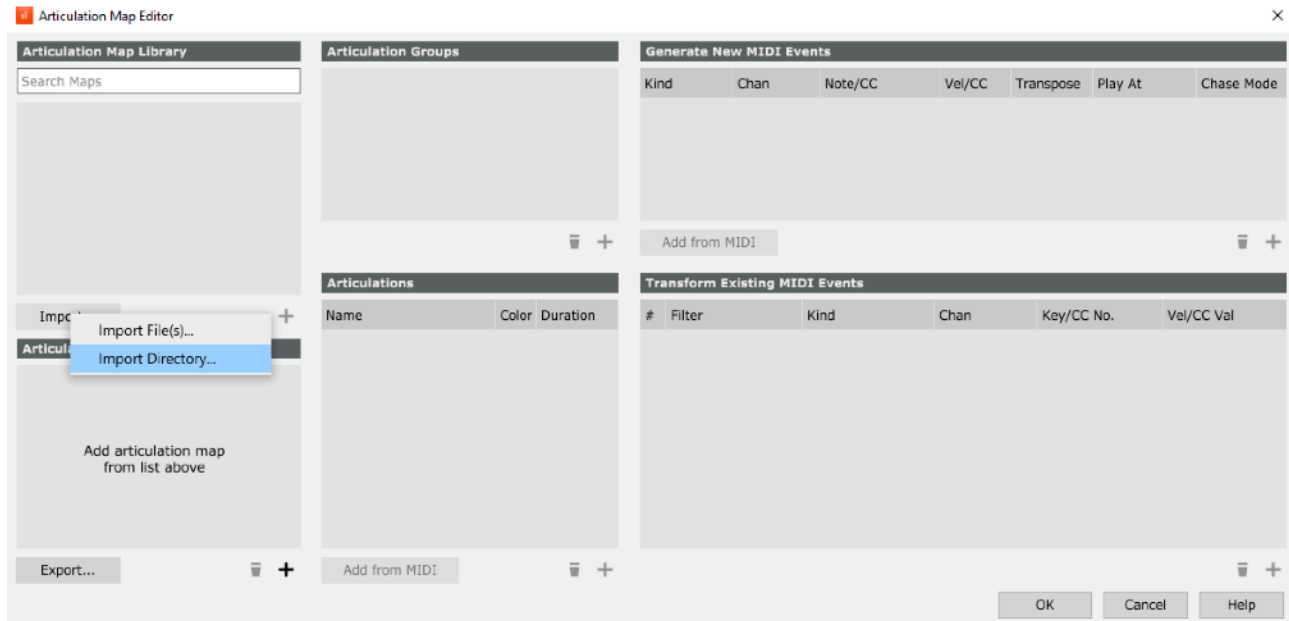 Articulation Map Editor
Articulation Map Library
Search Maps
Import File(s)...
Import Directory...
Add articulation map
from list above
Export...
Articulation Groups
Articulations
Name Color Duration
Add from MIDI
Generate New MIDI Events
Kind Chan Note/CC Vel/CC Transpose Play At Chase Mode
Add from MIDI
Transform Existing MIDI Events
# Filter Kind Chan Key/CC No. Vel/CC Val
OK Cancel Help